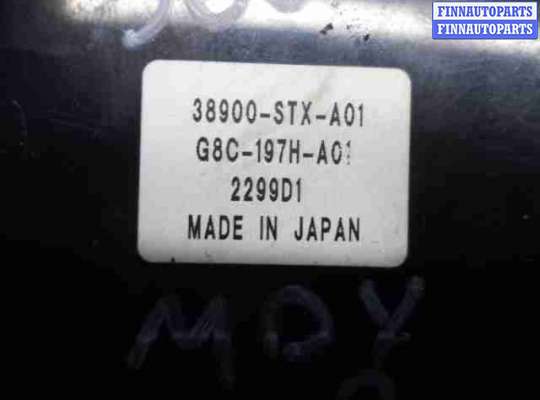 FINNAUTOPARTS
FINNAUTOPARTS
38900-STX-A01
G8C-197H-A01
2299D1
MADE IN JAPAN
MDX